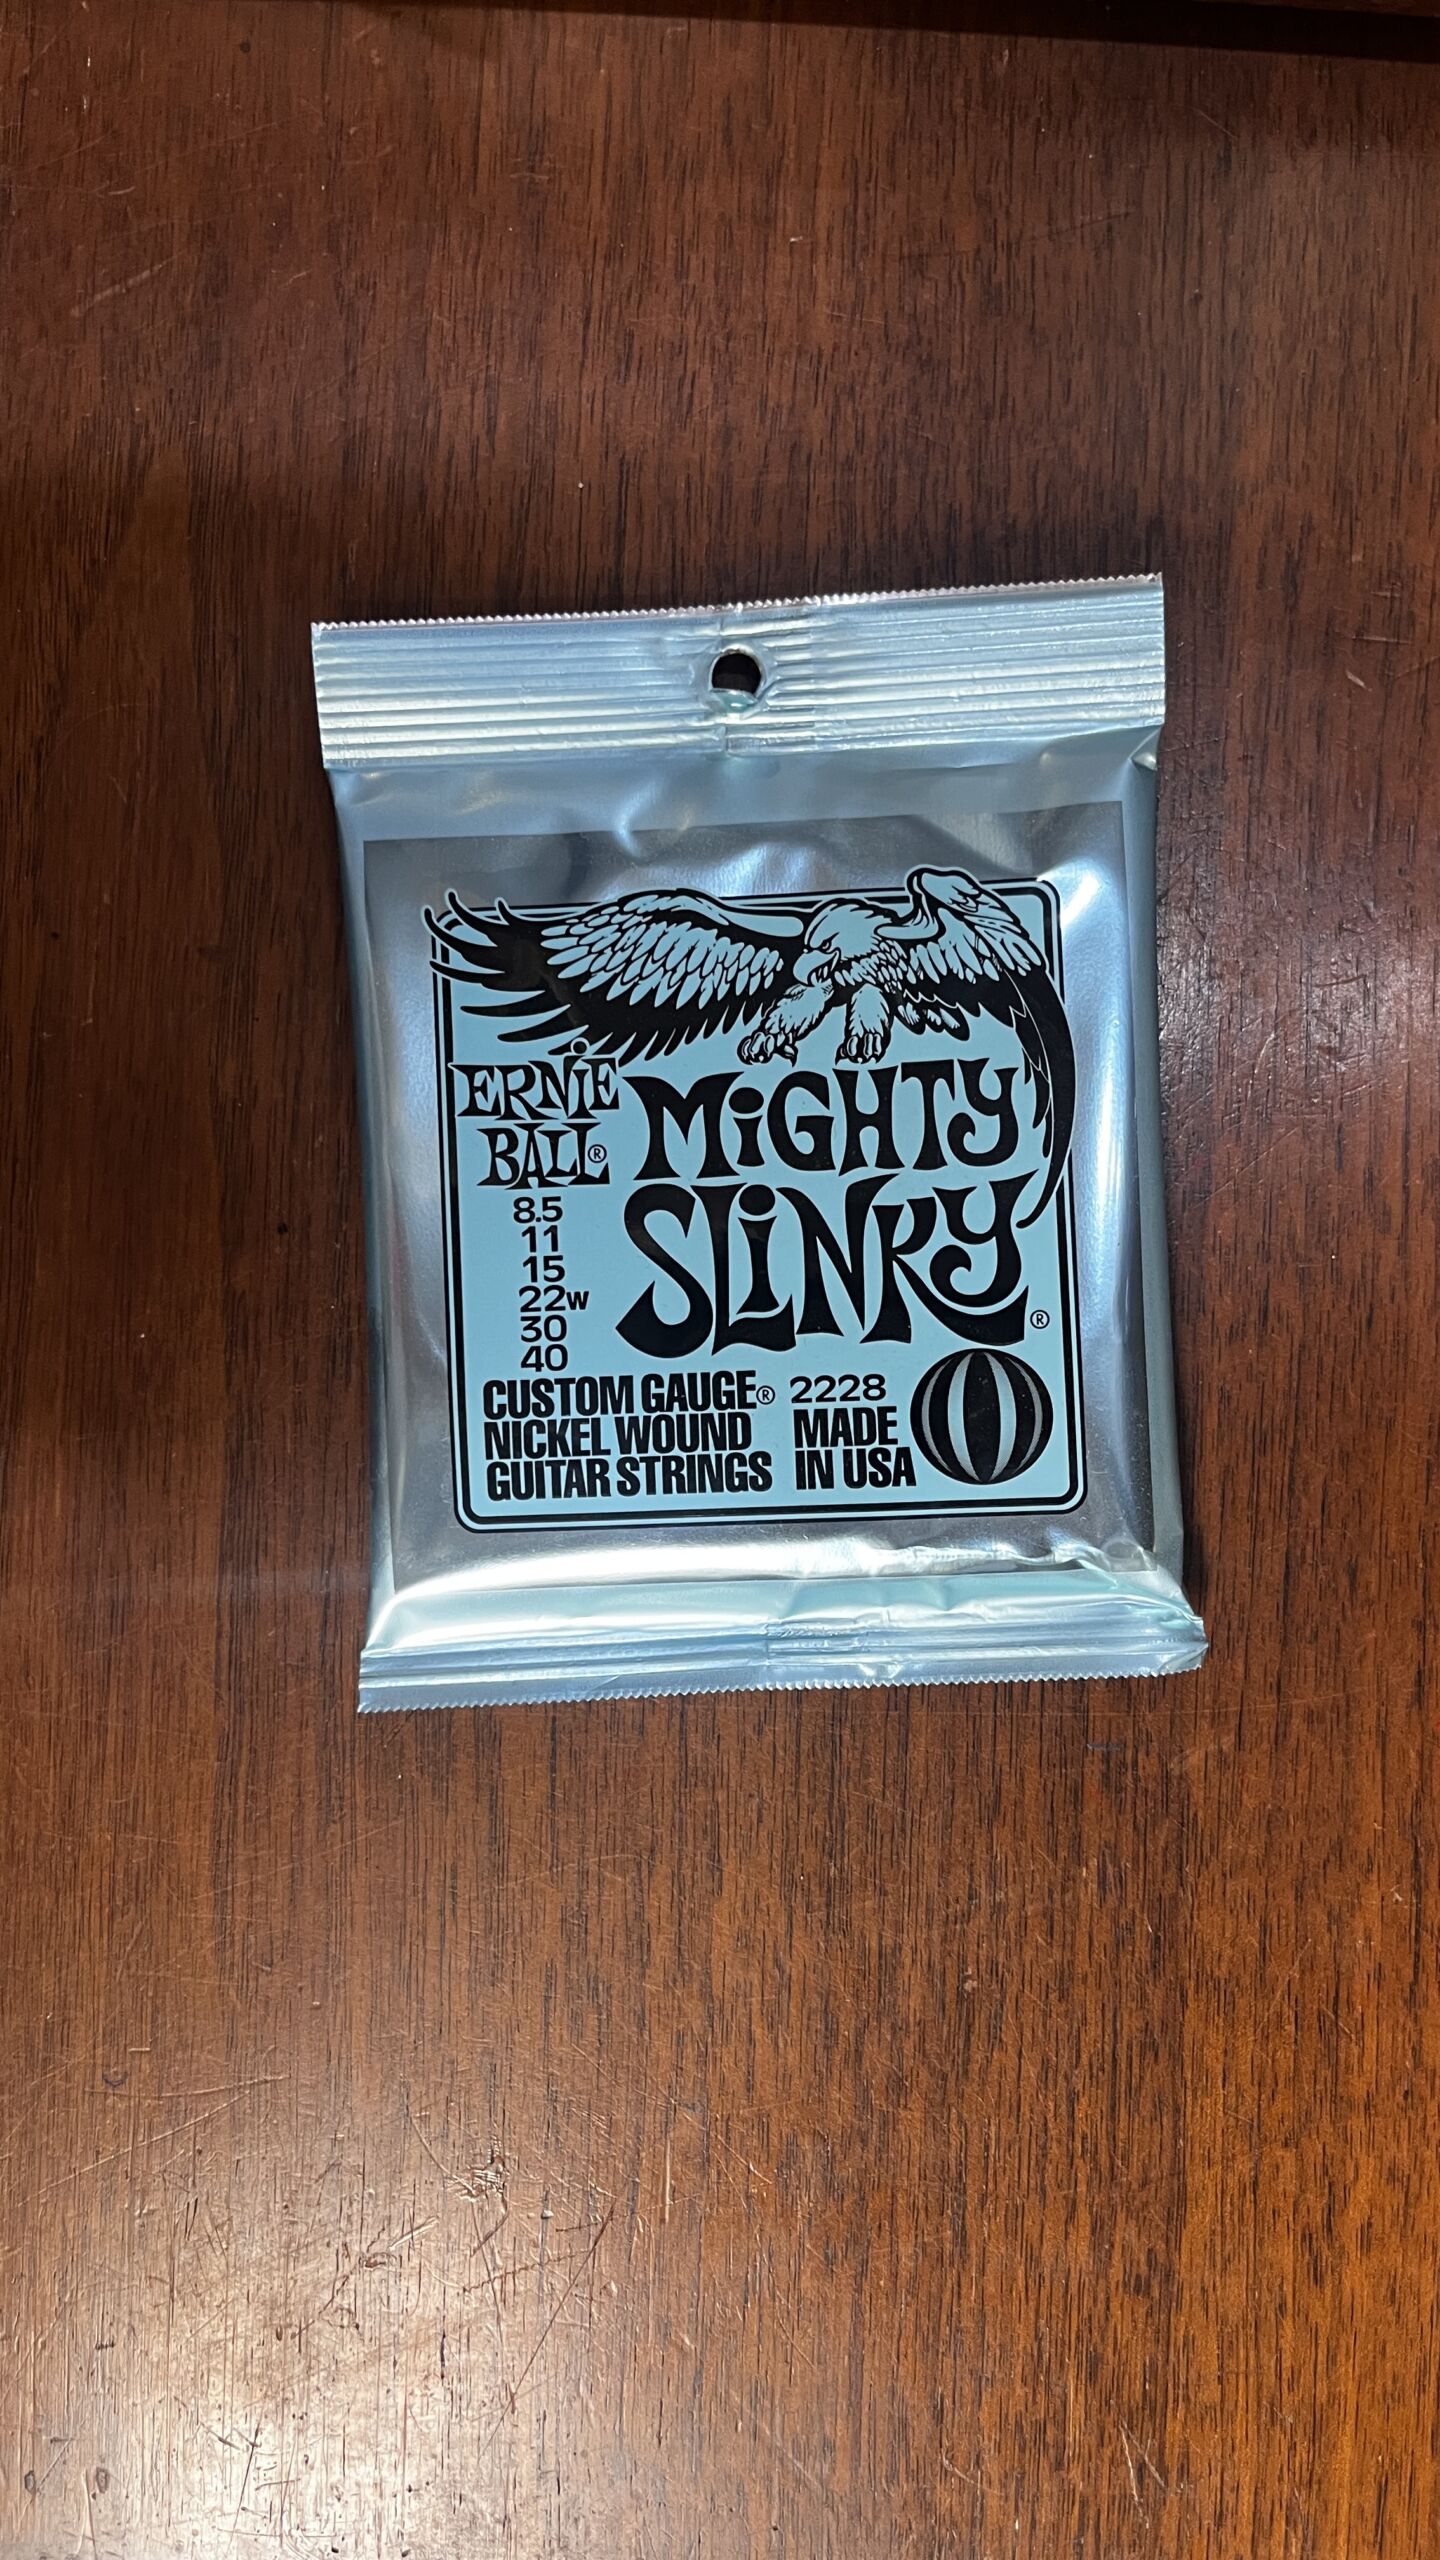 ERNiE
BALL®
MiGHTY
SLiNKY®
8.5
11
15
22W
30
40
CUSTOM GAUGE®
NICKEL WOUND
GUITAR STRINGS
2228
MADE
IN USA